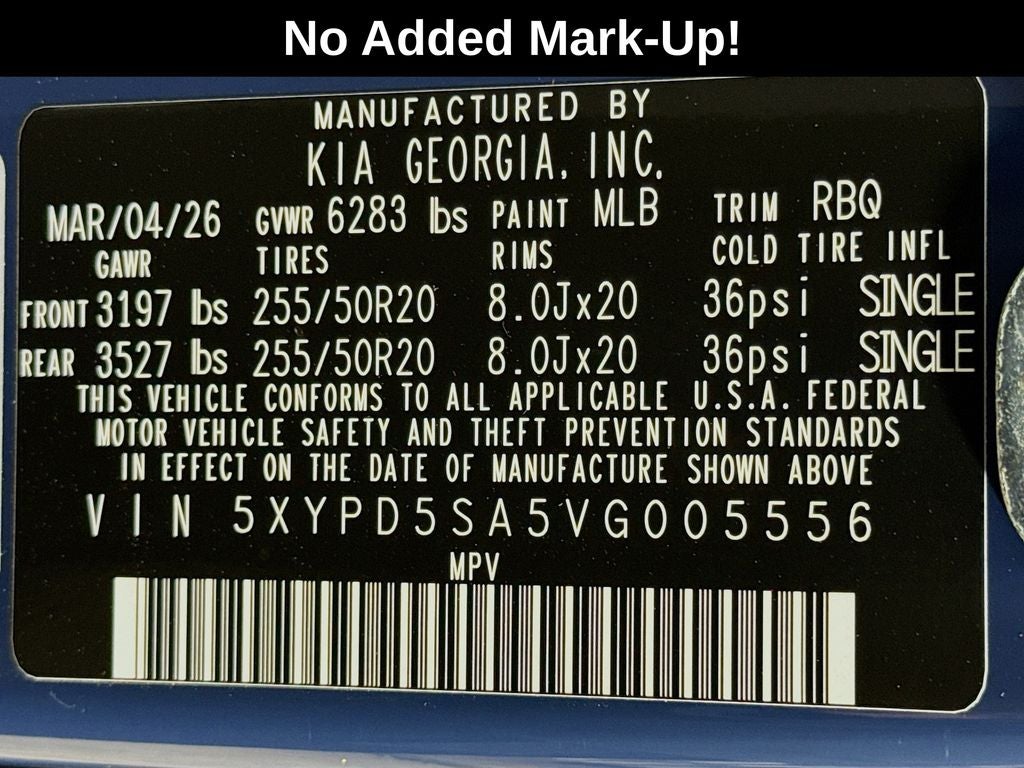 No Added Mark-Up!
MANUFACTURED BY
KIA GEORGIA, INC.
MAR/04/26 GVWR 6283 lbs PAINT MLB TRIM RBQ
GAWR TIRES RIMS COLD TIRE INFL
FRONT 3197 lbs 255/50R20 8.0Jx20 36psi SINGLE
REAR 3527 lbs 255/50R20 8.0Jx20 36psi SINGLE
THIS VEHICLE CONFORMS TO ALL APPLICABLE U.S.A. FEDERAL
MOTOR VEHICLE SAFETY AND THEFT PREVENTION STANDARDS
IN EFFECT ON THE DATE OF MANUFACTURE SHOWN ABOVE
VIN 5XYPD5SA5VG005556
MPV